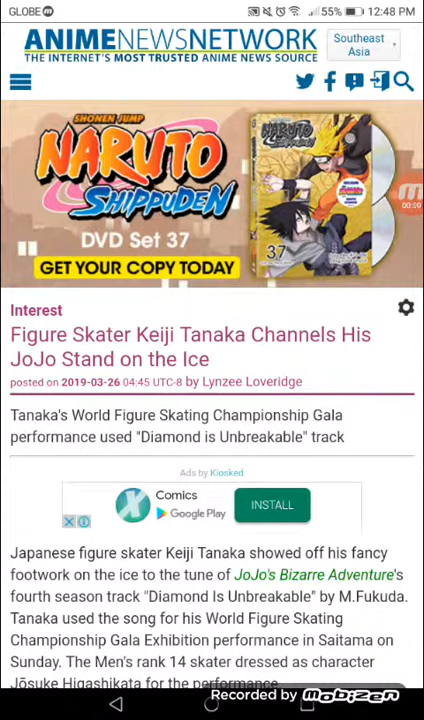 GLOBE 55% 12:48 PM
ANIMENEWSNETWORK
THE INTERNET'S MOST TRUSTED ANIME NEWS SOURCE
Southeast
Asia
SHONEN JUMP
NARUTO
SHIPPUDEN
DVD Set 37
GET YOUR COPY TODAY
37
00:09
Interest
Figure Skater Keiji Tanaka Channels His
JoJo Stand on the Ice
posted on 2019-03-26 04:45 UTC-8 by Lynzee Loveridge
Tanaka's World Figure Skating Championship Gala
performance used "Diamond is Unbreakable" track
Ads by Kiosked
Comics
Google Play
INSTALL
Japanese figure skater Keiji Tanaka showed off his fancy
footwork on the ice to the tune of JoJo's Bizarre Adventure's
fourth season track "Diamond Is Unbreakable" by M.Fukuda.
Tanaka used the song for his World Figure Skating
Championship Gala Exhibition performance in Saitama on
Sunday. The Men's rank 14 skater dressed as character
Jōsuke Higashikata for the performance.
Recorded by mobizen